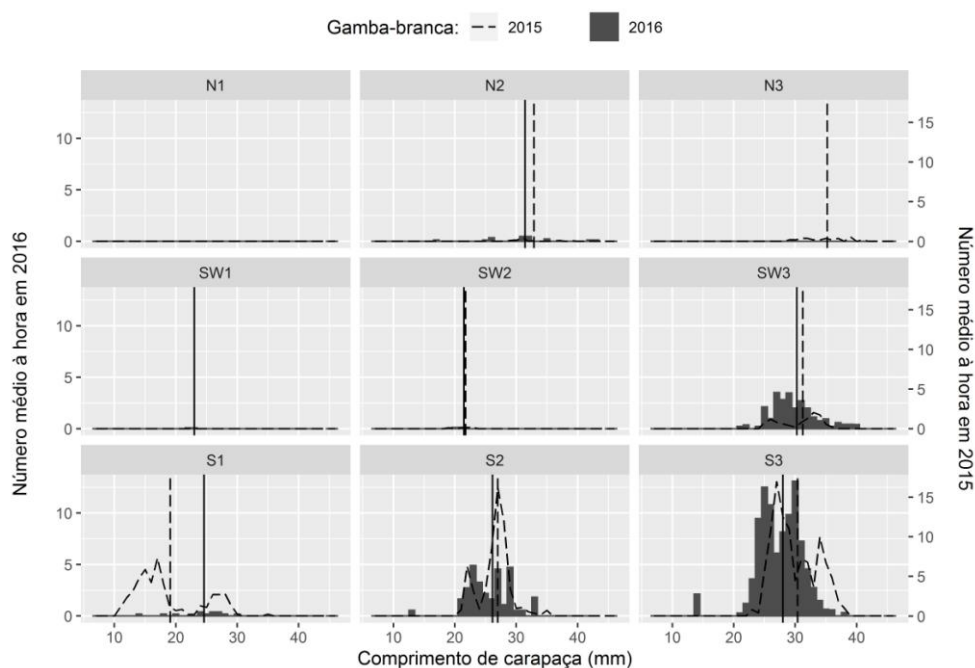 Gamba-branca: 2015 2016
N1 N2 N3
10 15
5 10
0 5
0
SW1 SW2 SW3
10 15
5 10
0 5
0
S1 S2 S3
10 15
5 10
0 5
0
10 20 30 40 10 20 30 40 10 20 30 40
Comprimento de carapaça (mm)
Número médio à hora em 2016
Número médio à hora em 2015